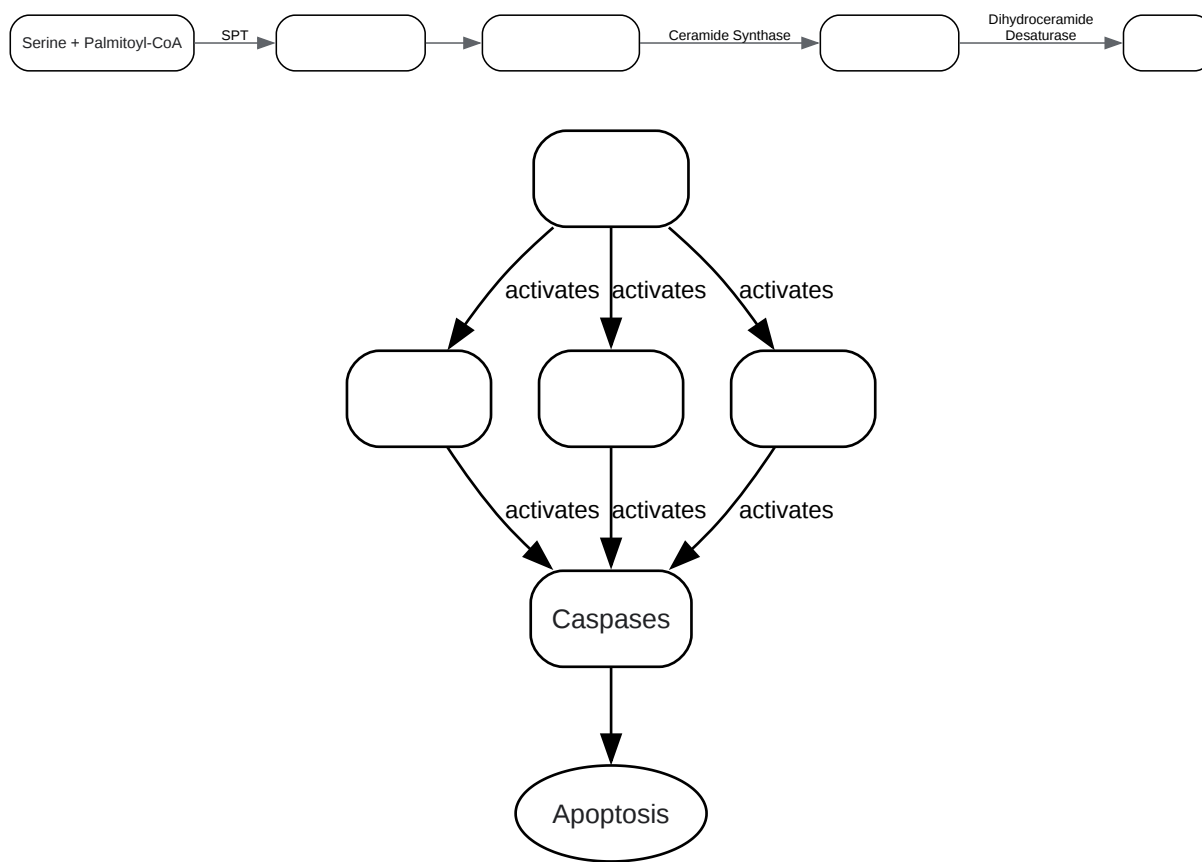 Serine + Palmitoyl-CoA
SPT
Ceramide Synthase
Dihydroceramide
Desaturase
activates
activates
activates
activates
activates
activates
Caspases
Apoptosis